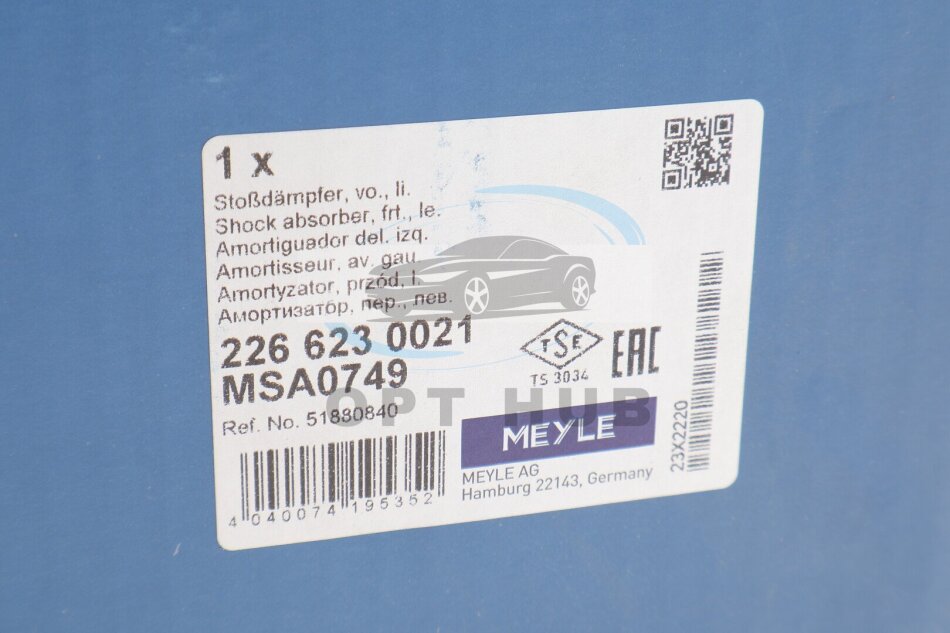 1 x
Stoßdämpfer, vo., li.
Shock absorber, frt., le.
Amortiguador del. izq.
Amortisseur, av. gau.
Amortyzator, przód, l.
Амортизатор, пер., лев.
226 623 0021
MSA0749
Ref. No. 51880840
4 040074 195352
TSE
TS 3034
EAC
OPT HUB
MEYLE
MEYLE AG
Hamburg 22143, Germany
23X2220